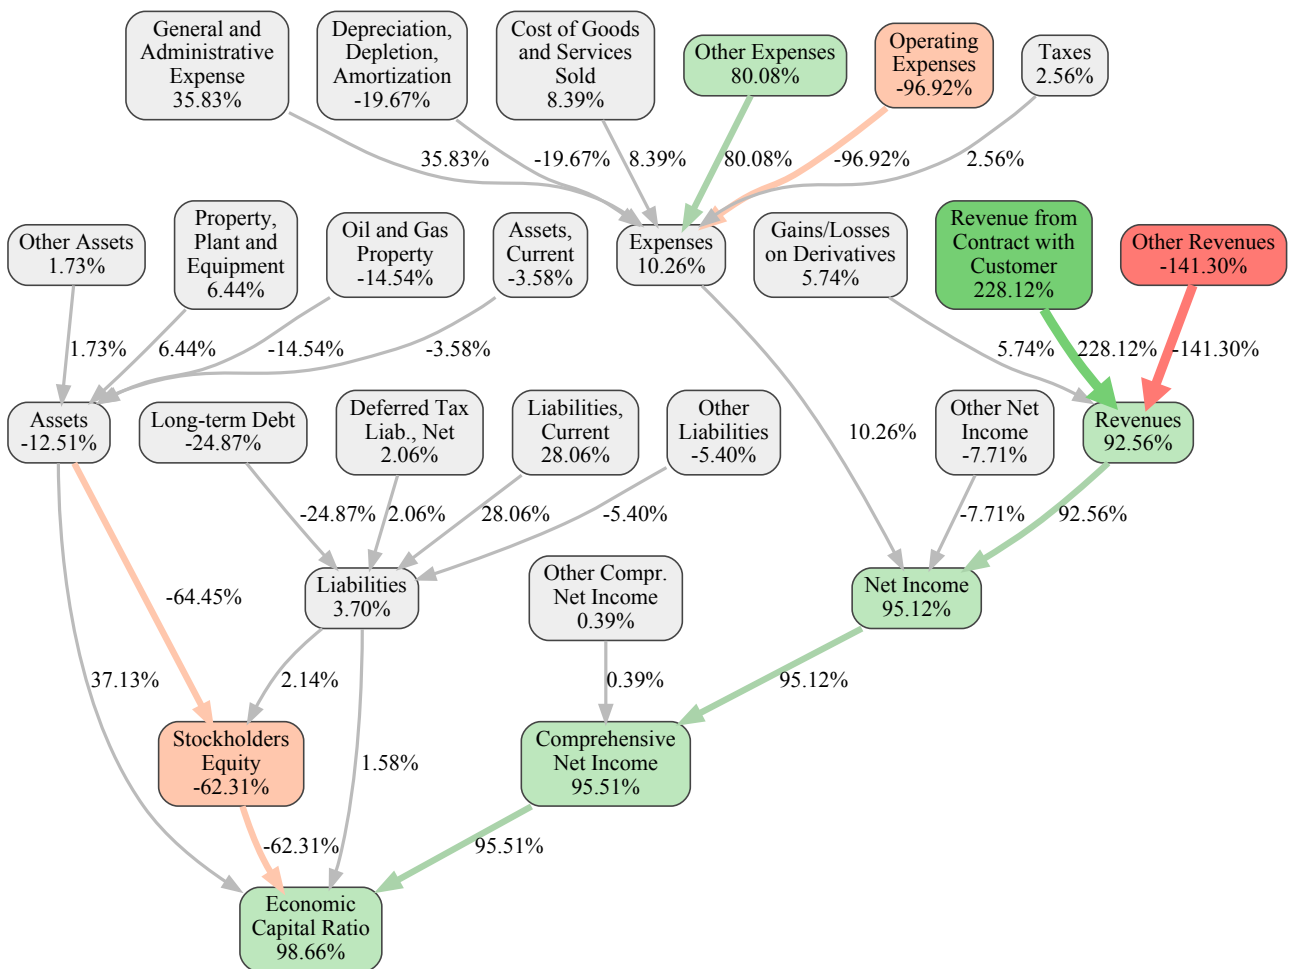 General and
Administrative
Expense
35.83%
Depreciation,
Depletion,
Amortization
-19.67%
Cost of Goods
and Services
Sold
8.39%
Other Expenses
80.08%
Operating
Expenses
-96.92%
Taxes
2.56%
35.83%
-19.67%
8.39%
80.08%
-96.92%
2.56%
Other Assets
1.73%
Property,
Plant and
Equipment
6.44%
Oil and Gas
Property
-14.54%
Assets,
Current
-3.58%
Expenses
10.26%
Gains/Losses
on Derivatives
5.74%
Revenue from
Contract with
Customer
228.12%
Other Revenues
-141.30%
1.73%
6.44%
-14.54%
-3.58%
5.74%
228.12%
-141.30%
Assets
-12.51%
Long-term Debt
-24.87%
Deferred Tax
Liab., Net
2.06%
Liabilities,
Current
28.06%
Other
Liabilities
-5.40%
10.26%
Other Net
Income
-7.71%
Revenues
92.56%
-24.87%
2.06%
28.06%
-5.40%
-7.71%
92.56%
-64.45%
Liabilities
3.70%
Other Compr.
Net Income
0.39%
Net Income
95.12%
37.13%
2.14%
0.39%
95.12%
Stockholders
Equity
-62.31%
1.58%
Comprehensive
Net Income
95.51%
-62.31%
95.51%
Economic
Capital Ratio
98.66%